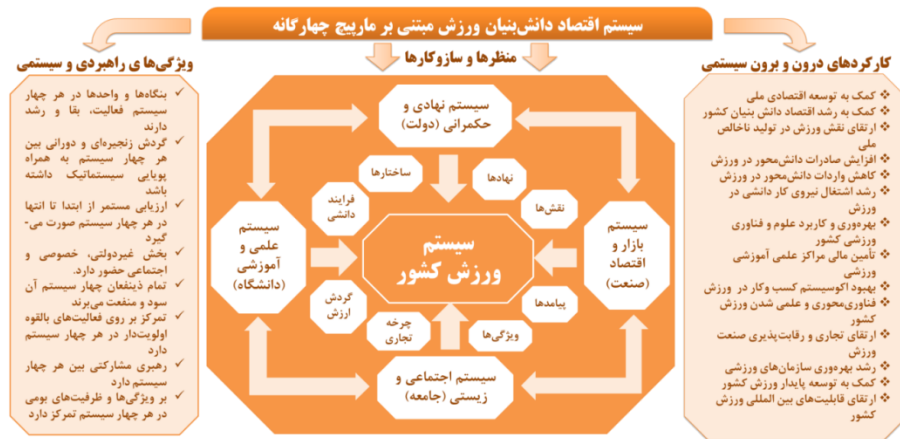 سیستم اقتصاد دانش‌بنیان ورزش مبتنی بر مارپیچ چهارگانه
کارکردهای درون و برون سیستمی
کمک به توسعه اقتصادی ملی
کمک به رشد اقتصاد دانش بنیان کشور
ارتقای نقش ورزش در تولید ناخالص
ملی
افزایش صادرات دانش‌محور در ورزش
کاهش واردات دانش‌محور در ورزش
رشد اشتغال نیروی کار دانشی در
ورزش
بهره‌وری و کاربرد علوم و فناوری
ورزشی کشور
تأمین مالی مراکز علمی آموزشی
ورزشی
بهبود اکوسیستم کسب وکار در ورزش
فناوری‌محوری و علمی شدن ورزش
کشور
ارتقای تجاری و رقابت‌پذیری صنعت
ورزش
رشد بهره‌وری سازمان‌های ورزشی
کمک به توسعه پایدار ورزش کشور
ارتقای قابلیت‌های بین المللی ورزش
کشور
منظرها و سازوکارها
سیستم نهادی و
حکمرانی (دولت)
نهادها
ساختارها
نقش‌ها
فرایند
دانشی
سیستم
بازار و
اقتصاد
(صنعت)
سیستم
ورزش کشور
سیستم
علمی و
آموزشی
(دانشگاه)
پیامدها
گردش
ارزش
ویژگی‌ها
چرخه
تجاری
سیستم اجتماعی و
زیستی (جامعه)
ویژگی‌ها ی راهبردی و سیستمی
بنگاه‌ها و واحدها در هر چهار
سیستم فعالیت، بقا و رشد
دارند
گردش زنجیره‌ای و دورانی بین
هر چهار سیستم به همراه
پویایی سیستماتیک داشته
باشد
ارزیابی مستمر از ابتدا تا انتها
در هر چهار سیستم صورت می-
گیرد
بخش غیردولتی، خصوصی و
اجتماعی حضور دارد.
تمام ذینفعان چهار سیستم آن
سود و منفعت می‌برند
تمرکز بر روی فعالیت‌های بالقوه
اولویت‌دار در هر چهار سیستم
دارد
رهبری مشارکتی بین هر چهار
سیستم دارد
بر ویژگی‌ها و ظرفیت‌های بومی
در هر چهار سیستم تمرکز دارد